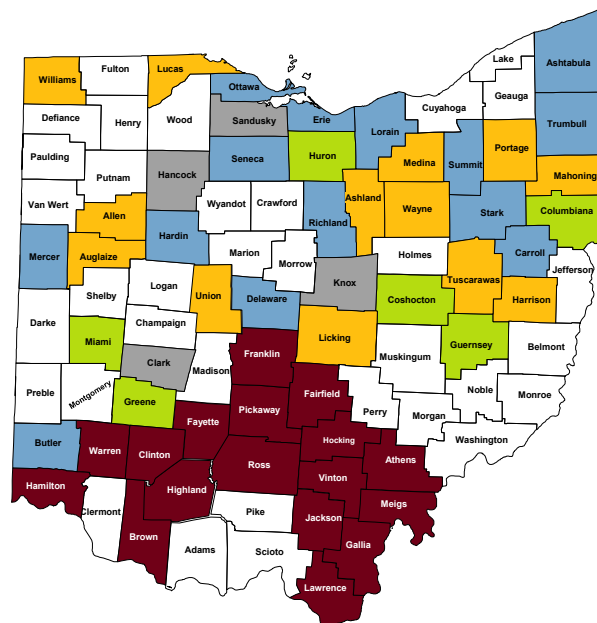 Lake
Ashtabula
Fulton
Lucas
Williams
Geauga
Ottawa
Cuyahoga
Defiance
Henry
Wood
Sandusky
Erie
Lorain
Trumbull
Portage
Paulding
Huron
Medina
Summit
Seneca
Mahoning
Hancock
Putnam
Ashland
Van Wert
Wyandot
Crawford
Wayne
Columbiana
Allen
Richland
Stark
Hardin
Mercer
Auglaize
Marion
Holmes
Carroll
Morrow
Jefferson
Knox
Tuscarawas
Logan
Shelby
Union
Delaware
Coshocton
Harrison
Champaign
Darke
Licking
Miami
Guernsey
Belmont
Franklin
Muskingum
Clark
Madison
Preble
Montgomery
Fairfield
Noble
Monroe
Greene
Pickaway
Perry
Morgan
Fayette
Washington
Butler
Warren
Clinton
Hocking
Athens
Ross
Hamilton
Highland
Vinton
Meigs
Clermont
Pike
Jackson
Brown
Gallia
Adams
Scioto
Lawrence